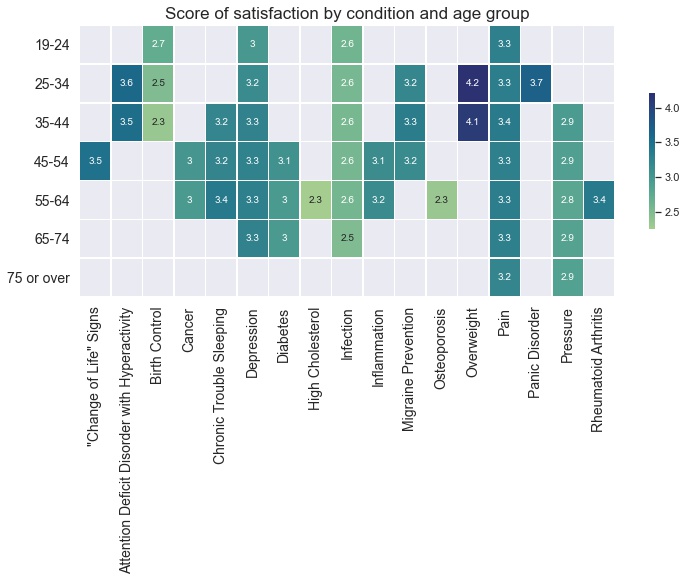 Score of satisfaction by condition and age group
19-24 2.7 3 2.6 3.3
25-34 3.6 2.5 3.2 2.6 3.2 4.2 3.3 3.7
35-44 3.5 2.3 3.2 3.3 2.6 3.3 4.1 3.4 2.9
45-54 3.5 3 3.2 3.3 3.1 2.6 3.1 3.2 3.3 2.9
55-64 3 3.4 3.3 3 2.3 2.6 3.2 2.3 3.3 2.8 3.4
65-74 3.3 3 2.5 3.3 2.9
75 or over 3.2 2.9
"Change of Life" Signs
Attention Deficit Disorder with Hyperactivity
Birth Control
Cancer
Chronic Trouble Sleeping
Depression
Diabetes
High Cholesterol
Infection
Inflammation
Migraine Prevention
Osteoporosis
Overweight
Pain
Panic Disorder
Pressure
Rheumatoid Arthritis
4.0
3.5
3.0
2.5